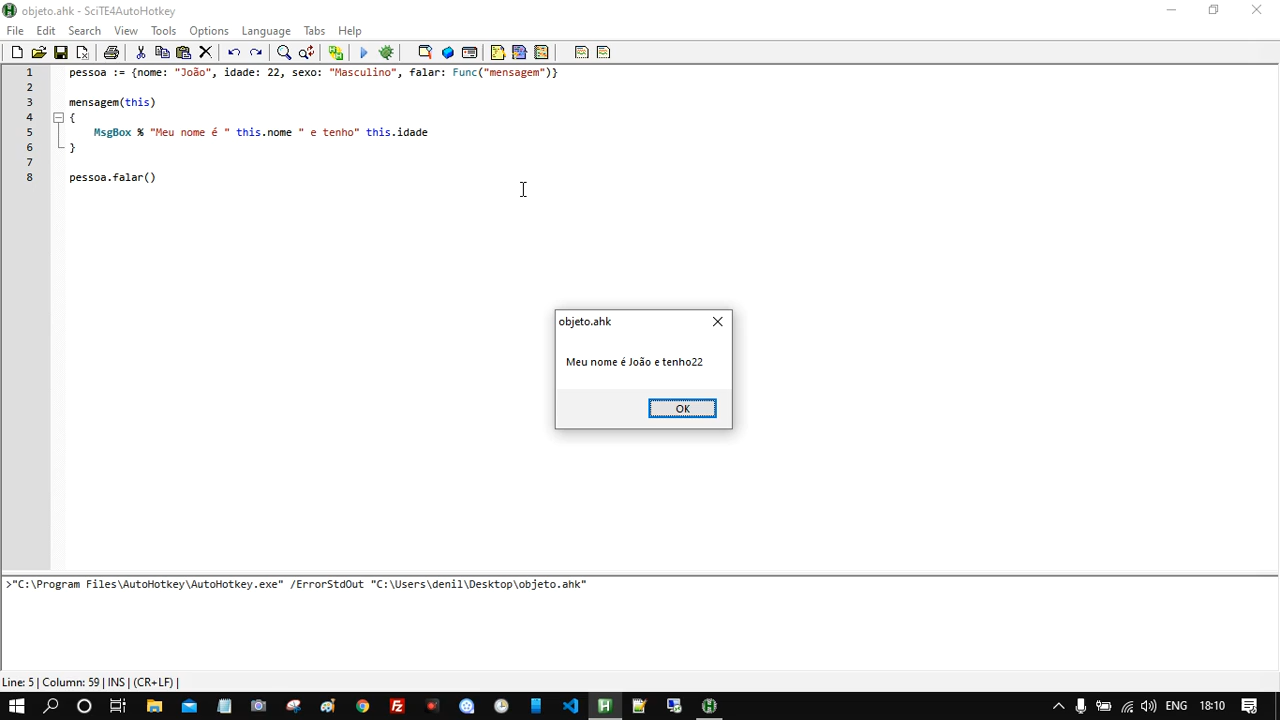 objeto.ahk - SciTE4AutoHotkey
File Edit Search View Tools Options Language Tabs Help
1 pessoa := {nome: "João", idade: 22, sexo: "Masculino", falar: Func("mensagem")}
2
3 mensagem(this)
4 {
5 MsgBox % "Meu nome é " this.nome " e tenho" this.idade
6 }
7
8 pessoa.falar()
objeto.ahk
Meu nome é João e tenho22
OK
>"C:\Program Files\AutoHotkey\AutoHotkey.exe" /ErrorStdOut "C:\Users\denil\Desktop\objeto.ahk"
Line: 5 | Column: 59 | INS | (CR+LF) |
ENG 18:10